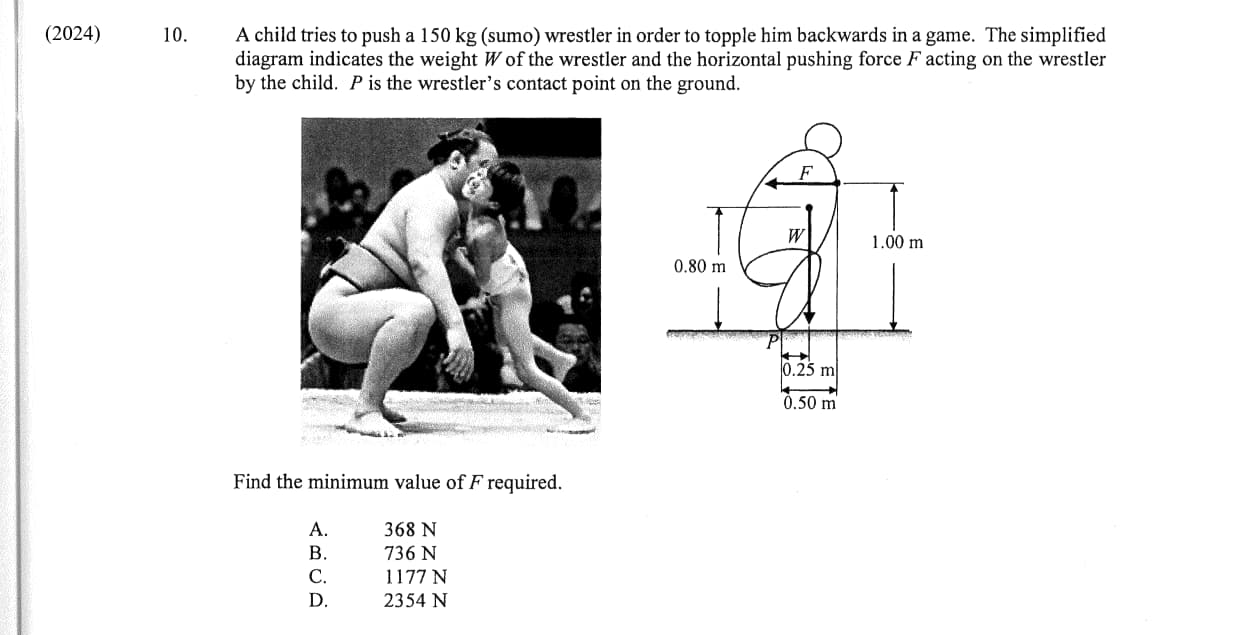 (2024) 10. A child tries to push a 150 kg (sumo) wrestler in order to topple him backwards in a game. The simplified
diagram indicates the weight W of the wrestler and the horizontal pushing force F acting on the wrestler
by the child. P is the wrestler's contact point on the ground.
F
W
1.00 m
0.80 m
P
0.25 m
0.50 m
Find the minimum value of F required.
A. 368 N
B. 736 N
C. 1177 N
D. 2354 N